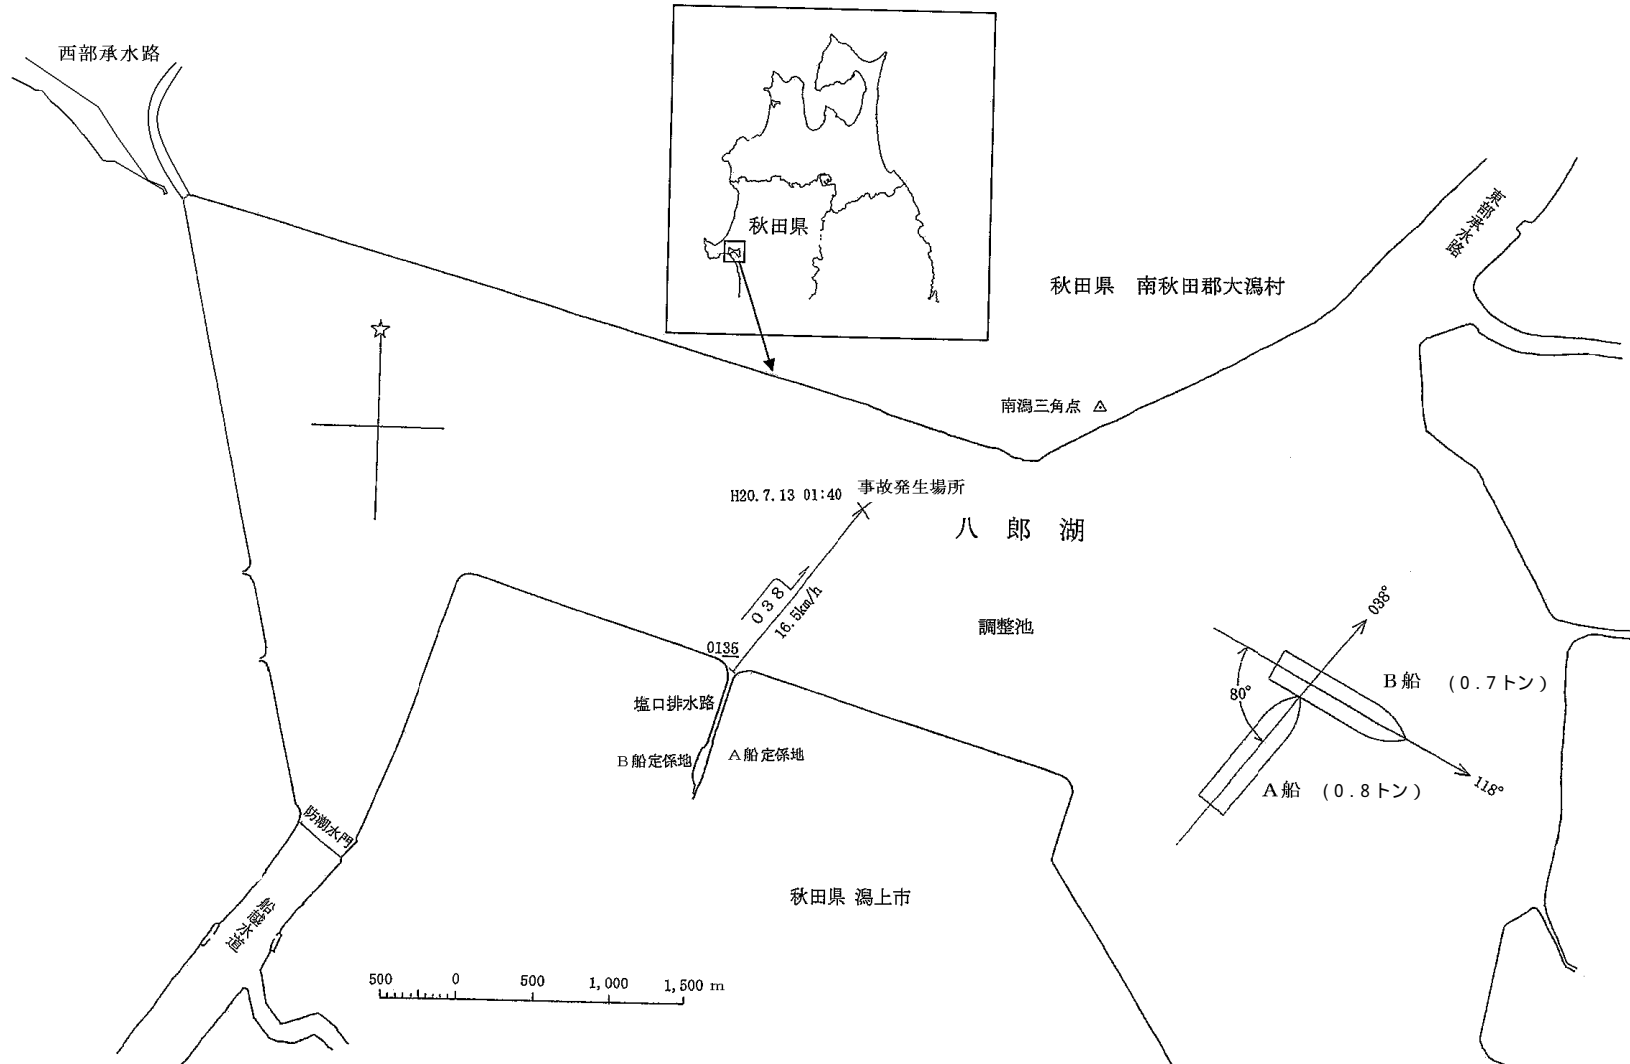 西部承水路
秋田県
東部承水路
秋田県 南秋田郡大潟村
南潟三角点
H20.7.13 01:40
事故発生場所
八郎湖
038
16.5km/h
調整池
0135
塩口排水路
B船定係地
A船定係地
038°
80°
B船 (0.7トン)
A船 (0.8トン)
118°
防潮水門
船越水道
秋田県 潟上市
500 0 500 1,000 1,500 m